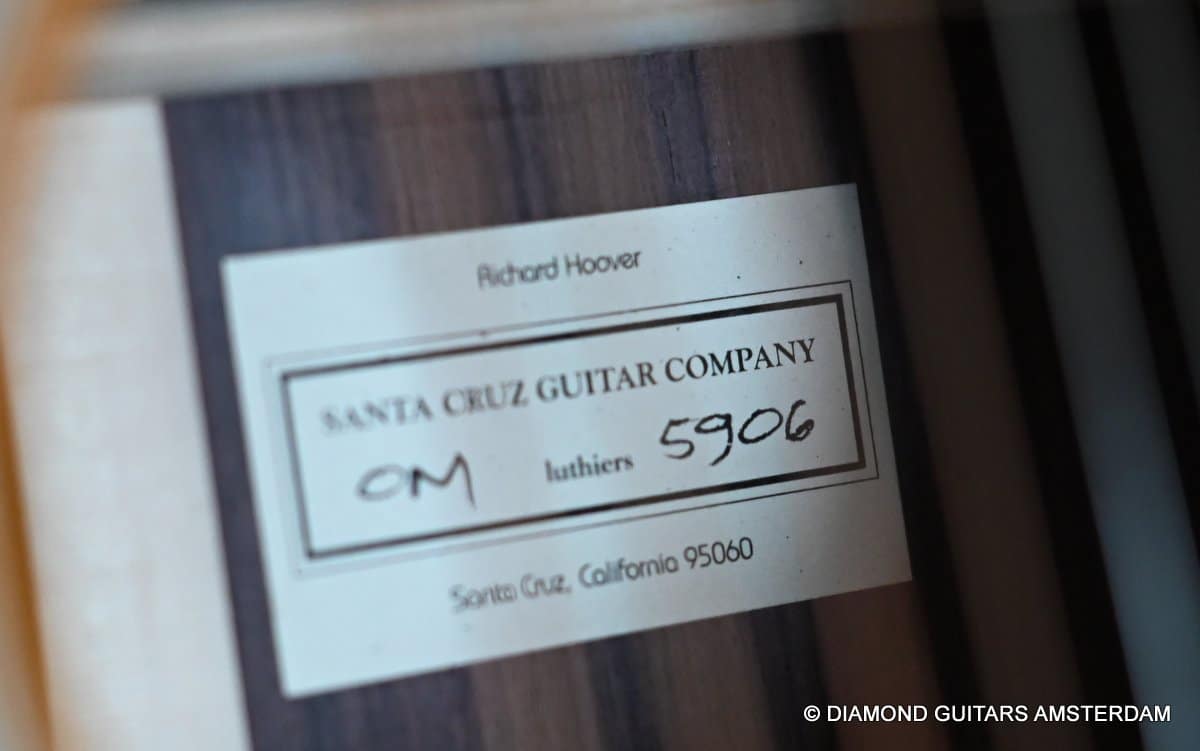 Richard Hoover
SANTA CRUZ GUITAR COMPANY
OM luthiers 5906
Santa Cruz, California 95060
© DIAMOND GUITARS AMSTERDAM